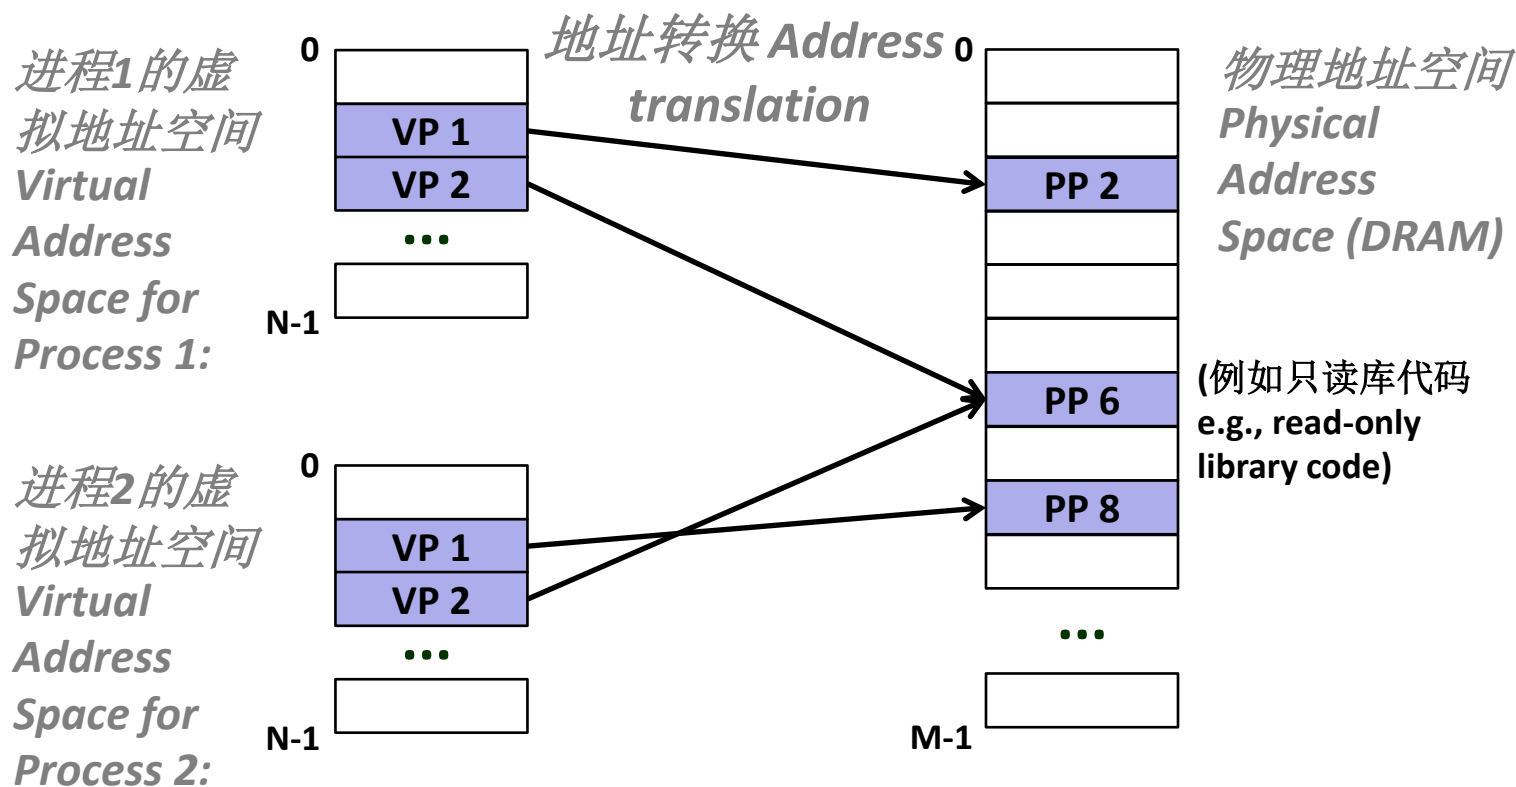 进程1的虚
拟地址空间
Virtual
Address
Space for
Process 1:
0
VP 1
VP 2
...
N-1
地址转换 Address
translation
0
PP 2
PP 6
PP 8
...
M-1
物理地址空间
Physical
Address
Space (DRAM)
(例如只读库代码
e.g., read-only
library code)
进程2的虚
拟地址空间
Virtual
Address
Space for
Process 2:
0
VP 1
VP 2
...
N-1